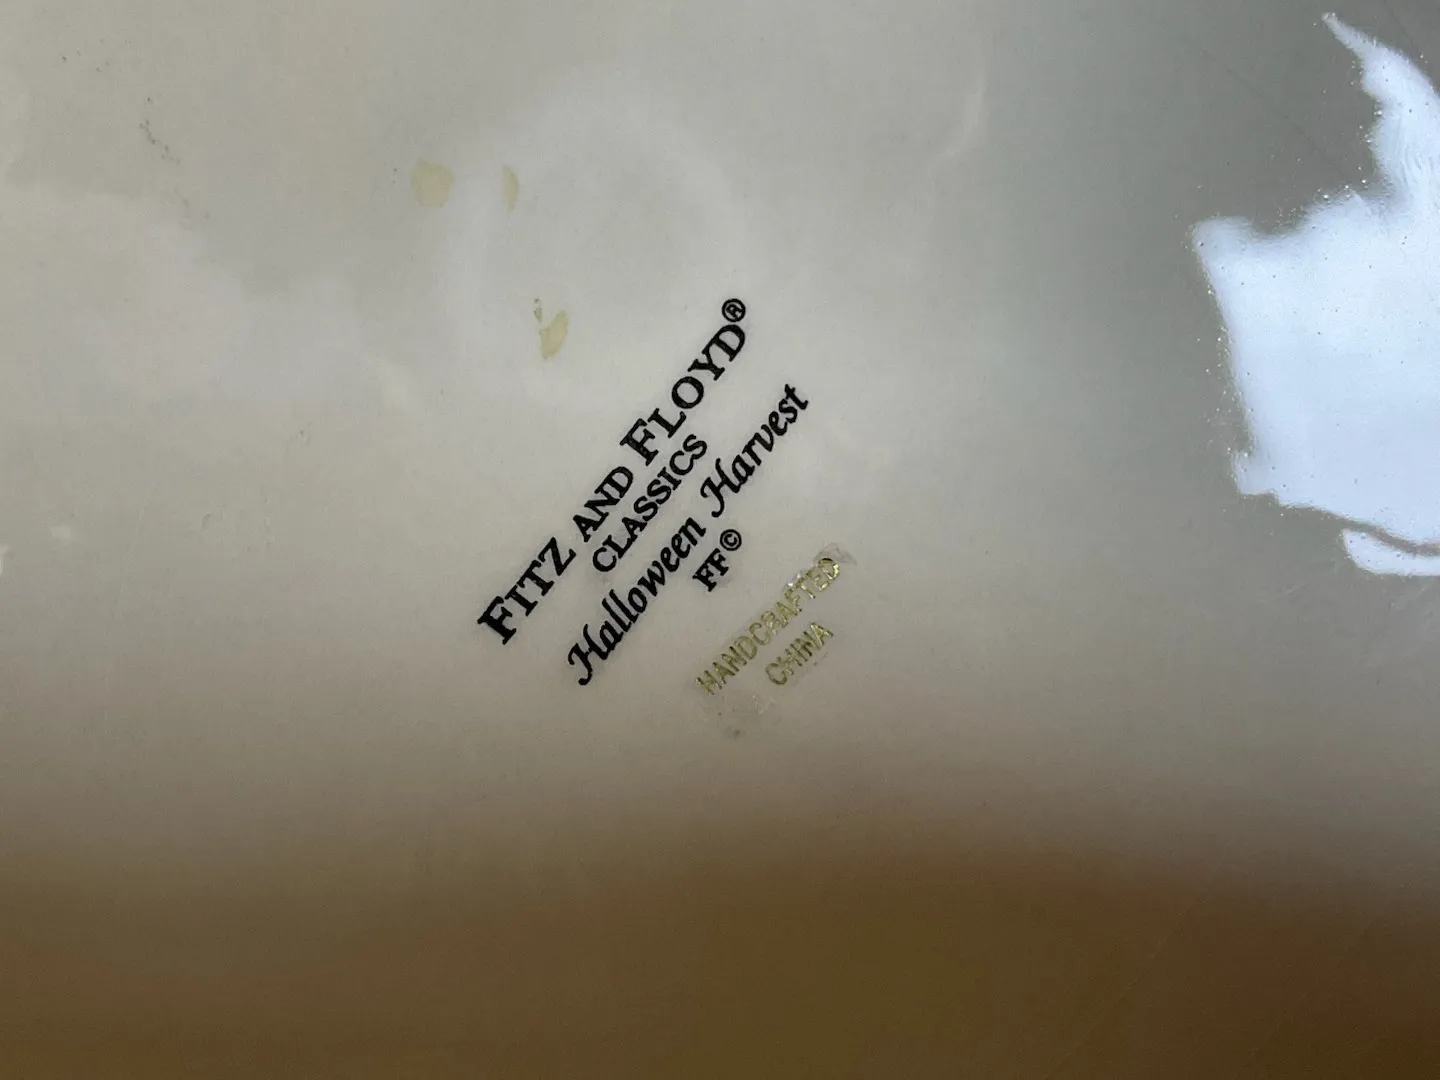 FITZ AND FLOYD®
CLASSICS
Halloween Harvest
FF©
HANDCRAFTED
CHINA